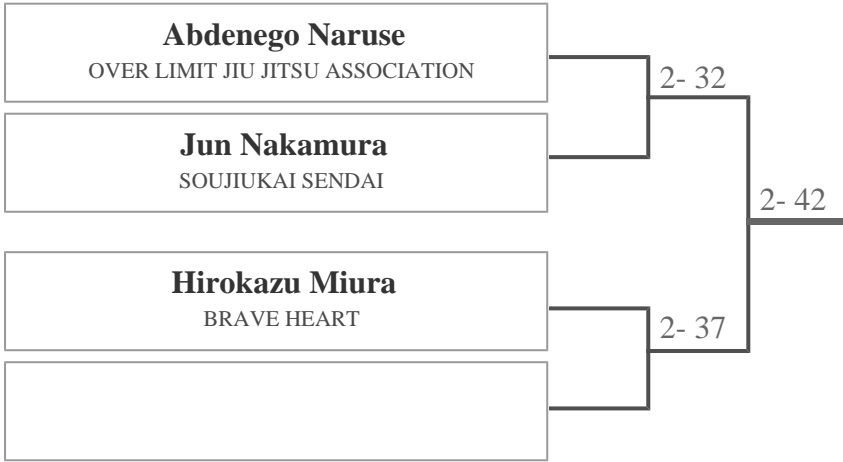 Abdenego Naruse
OVER LIMIT JIU JITSU ASSOCIATION
2- 32
Jun Nakamura
SOUJIUKAI SENDAI
2- 42
Hirokazu Miura
BRAVE HEART
2- 37